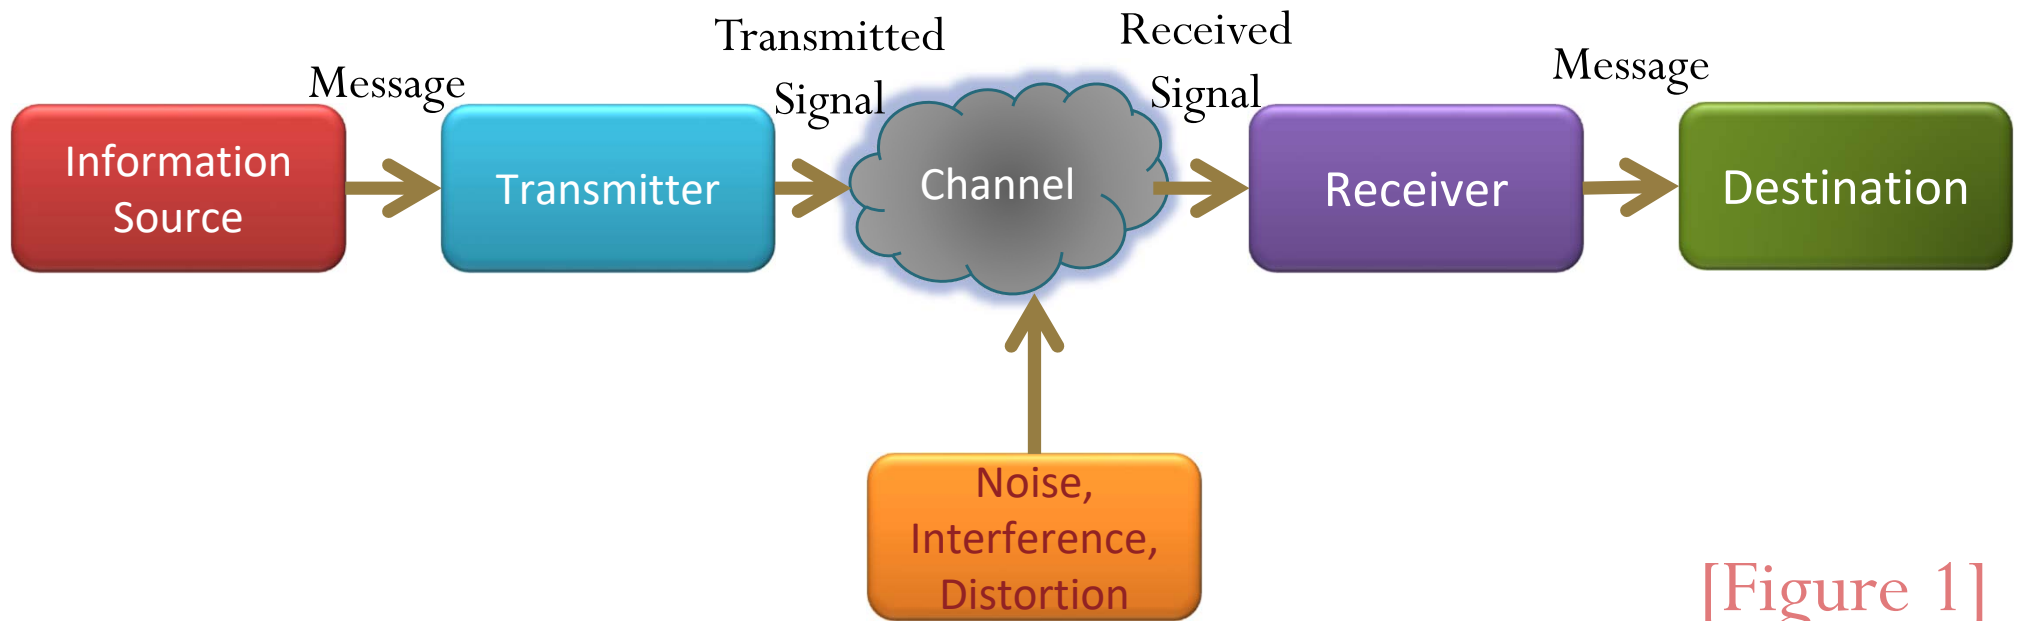 Message
Transmitted
Signal
Received
Signal
Message
Information
Source
Transmitter
Channel
Receiver
Destination
Noise,
Interference,
Distortion
[Figure 1]